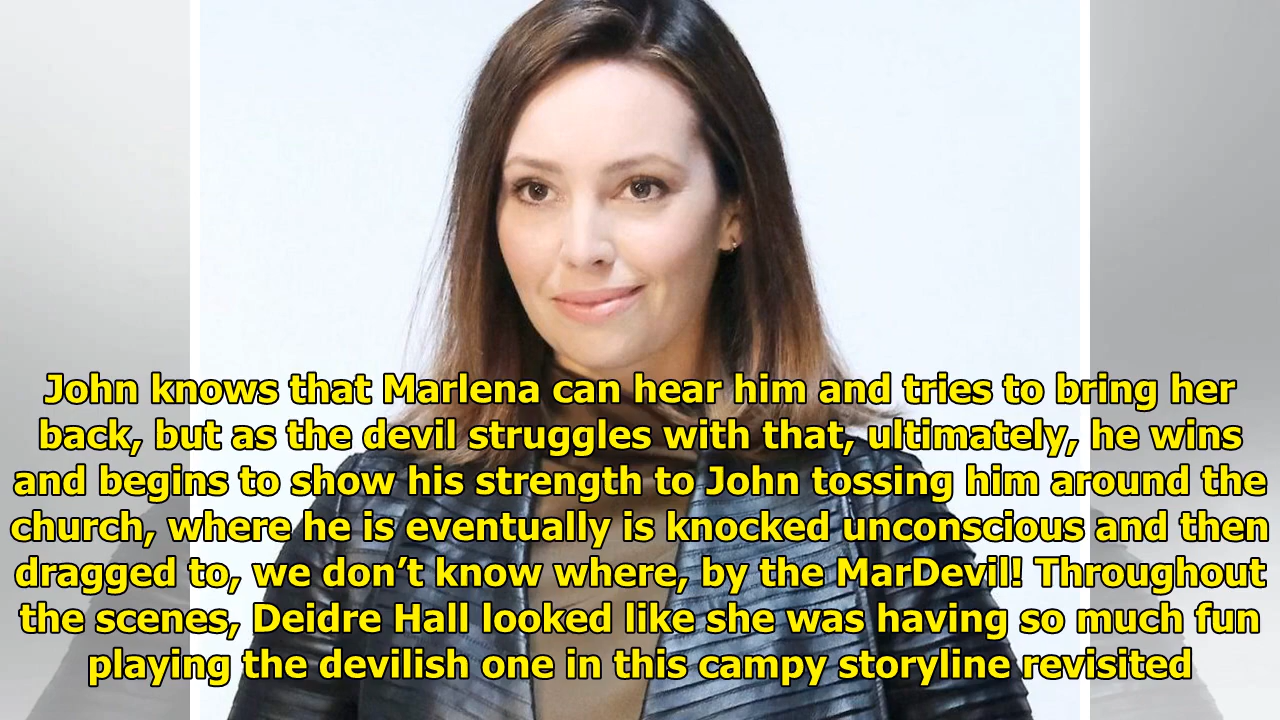 John knows that Marlena can hear him and tries to bring her
back, but as the devil struggles with that, ultimately, he wins
and begins to show his strength to John tossing him around the
church, where he is eventually is knocked unconscious and then
dragged to, we don’t know where, by the MarDevil! Throughout
the scenes, Deidre Hall looked like she was having so much fun
playing the devilish one in this campy storyline revisited